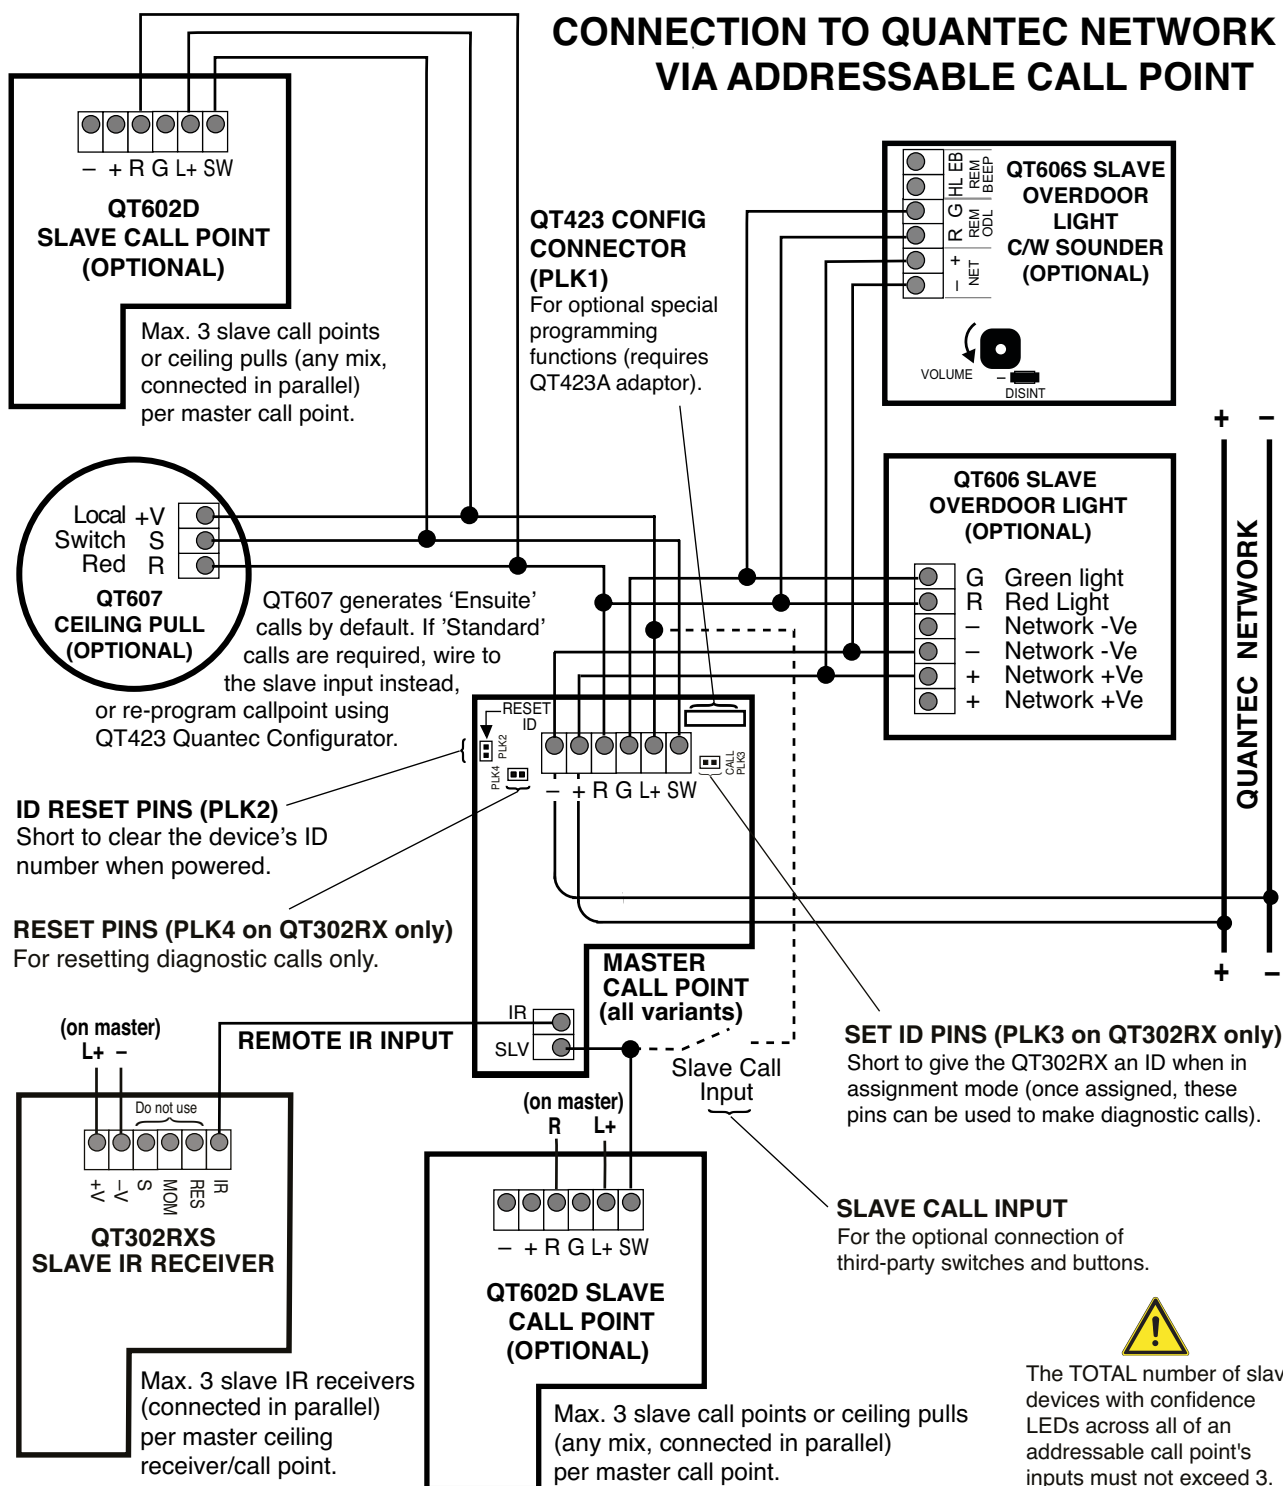 CONNECTION TO QUANTEC NETWORK
VIA ADDRESSABLE CALL POINT
– + R G L+ SW
QT602D
SLAVE CALL POINT
(OPTIONAL)
Max. 3 slave call points
or ceiling pulls (any mix,
connected in parallel)
per master call point.
QT423 CONFIG
CONNECTOR
(PLK1)
For optional special
programming
functions (requires
QT423A adaptor).
HL EB
REM
BEEP
R G
REM
ODL
– +
NET
QT606S SLAVE
OVERDOOR
LIGHT
C/W SOUNDER
(OPTIONAL)
VOLUME
–
DISINT
+ –
QT606 SLAVE
OVERDOOR LIGHT
(OPTIONAL)
G Green light
R Red Light
– Network -Ve
– Network -Ve
+ Network +Ve
+ Network +Ve
QUANTEC NETWORK
+ –
Local +V
Switch S
Red R
QT607
CEILING PULL
(OPTIONAL)
QT607 generates ‘Ensuite’
calls by default. If ’Standard’
calls are required, wire to
the slave input instead,
or re-program callpoint using
QT423 Quantec Configurator.
RESET
ID
PLK2
PLK4
CALL
PLK3
– + R G L+ SW
ID RESET PINS (PLK2)
Short to clear the device’s ID
number when powered.
RESET PINS (PLK4 on QT302RX only)
For resetting diagnostic calls only.
MASTER
CALL POINT
(all variants)
IR
SLV
REMOTE IR INPUT
Slave Call
Input
SET ID PINS (PLK3 on QT302RX only)
Short to give the QT302RX an ID when in
assignment mode (once assigned, these
pins can be used to make diagnostic calls).
(on master)
L+ –
Do not use
+V –V S MOM RES IR
QT302RXS
SLAVE IR RECEIVER
Max. 3 slave IR receivers
(connected in parallel)
per master ceiling
receiver/call point.
(on master)
R L+
– + R G L+ SW
QT602D SLAVE
CALL POINT
(OPTIONAL)
Max. 3 slave call points or ceiling pulls
(any mix, connected in parallel)
per master call point.
SLAVE CALL INPUT
For the optional connection of
third-party switches and buttons.
!
The TOTAL number of slav
devices with confidence
LEDs across all of an
addressable call point's
inputs must not exceed 3.